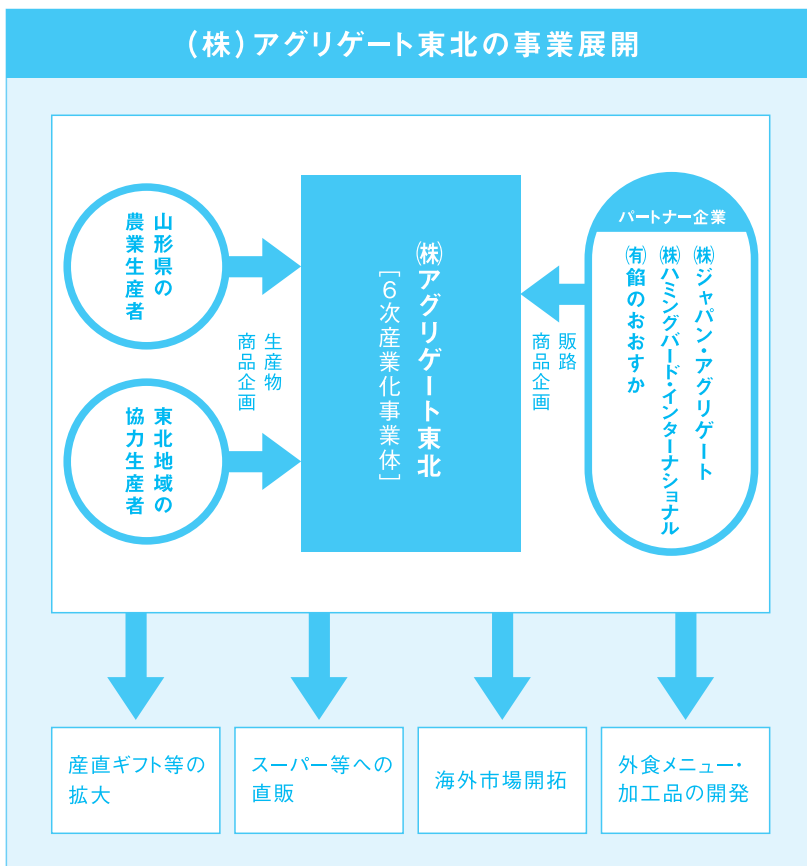 (株)アグリゲート東北の事業展開
山形県の
農業生産者
生産物
商品企画
東北地域の
協力生産者
㈱アグリゲート東北
[6次産業化事業体]
販路
商品企画
パートナー企業
㈱ジャパン・アグリゲート
㈱ハミングバード・インターナショナル
㈲餡のおおすか
産直ギフト等の
拡大
スーパー等への
直販
海外市場開拓
外食メニュー・
加工品の開発